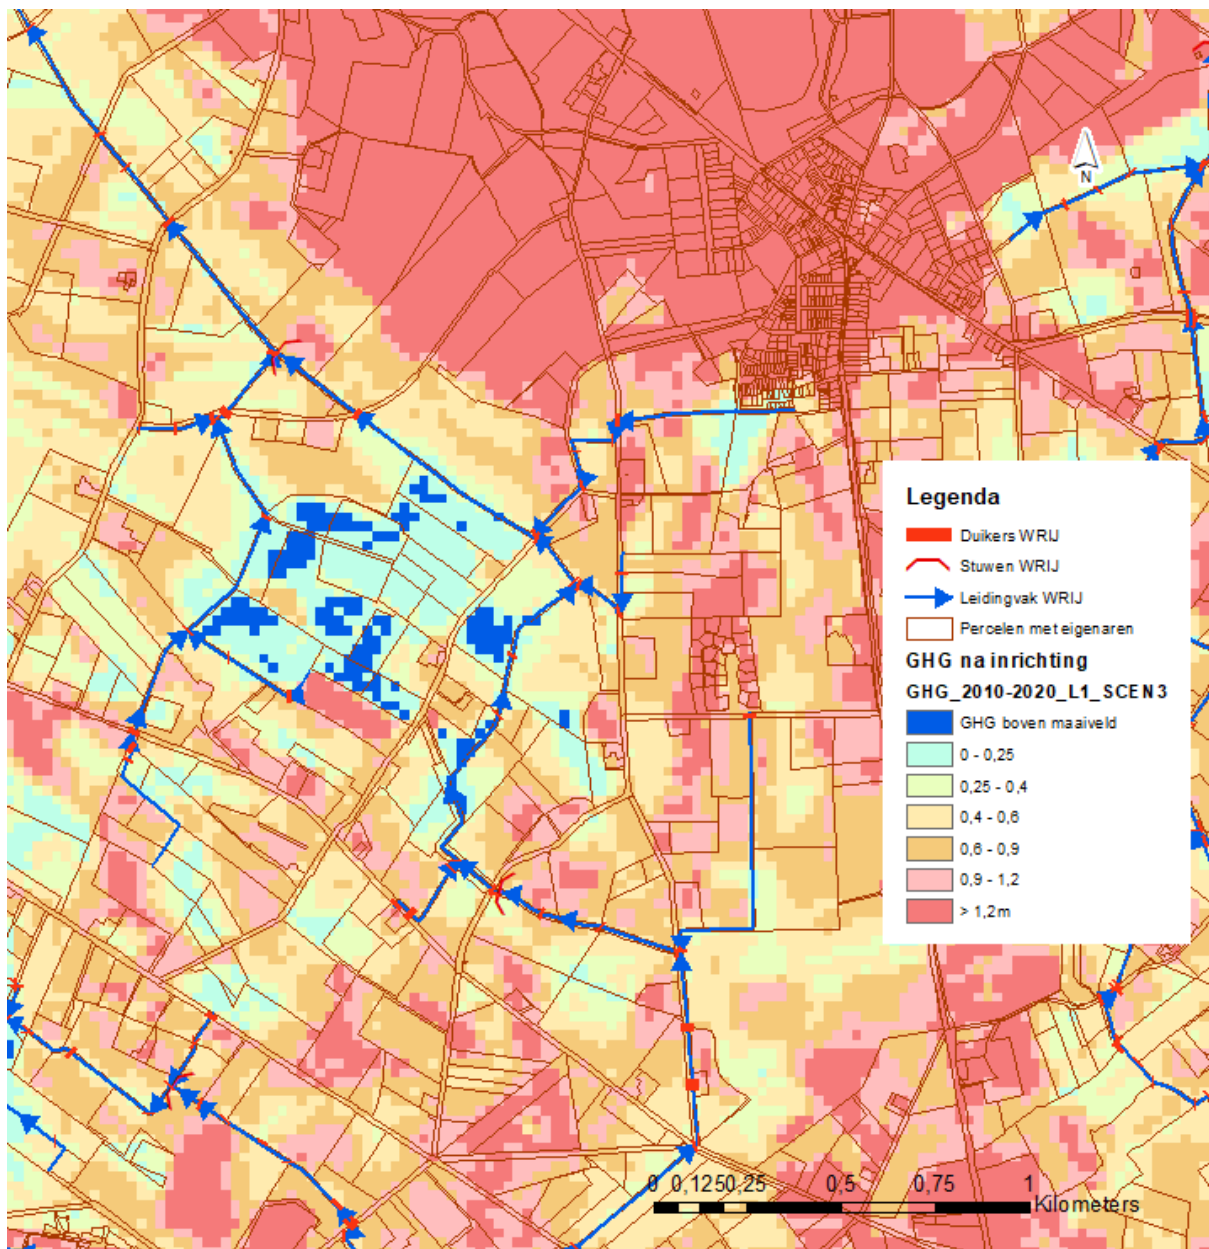 N
Legenda
Duikers WRIJ
Stuwen WRIJ
Leidingvak WRIJ
Percelen met eigenaren
GHG na inrichting
GHG_2010-2020_L1_SCEN3
GHG boven maaiveld
0 - 0,25
0,25 - 0,4
0,4 - 0,6
0,6 - 0,9
0,9 - 1,2
> 1,2m
0 0,125 0,25 0,5 0,75 1
Kilometers